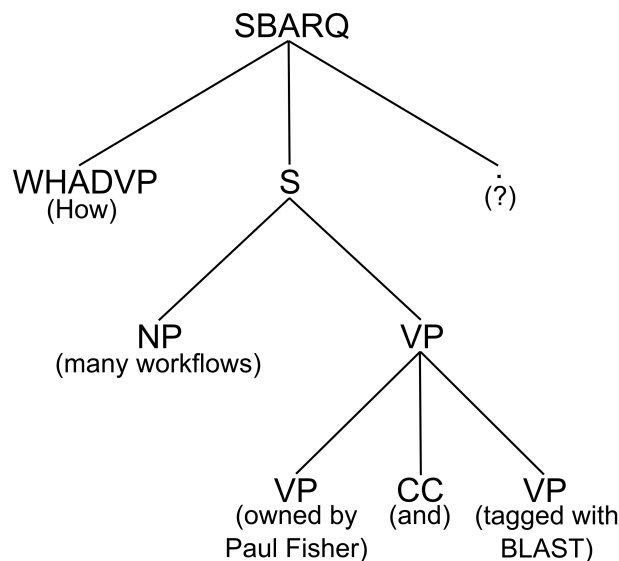 SBARQ
WHADVP
(How)
S
.
(?)
NP
(many workflows)
VP
VP
(owned by
Paul Fisher)
CC
(and)
VP
(tagged with
BLAST)